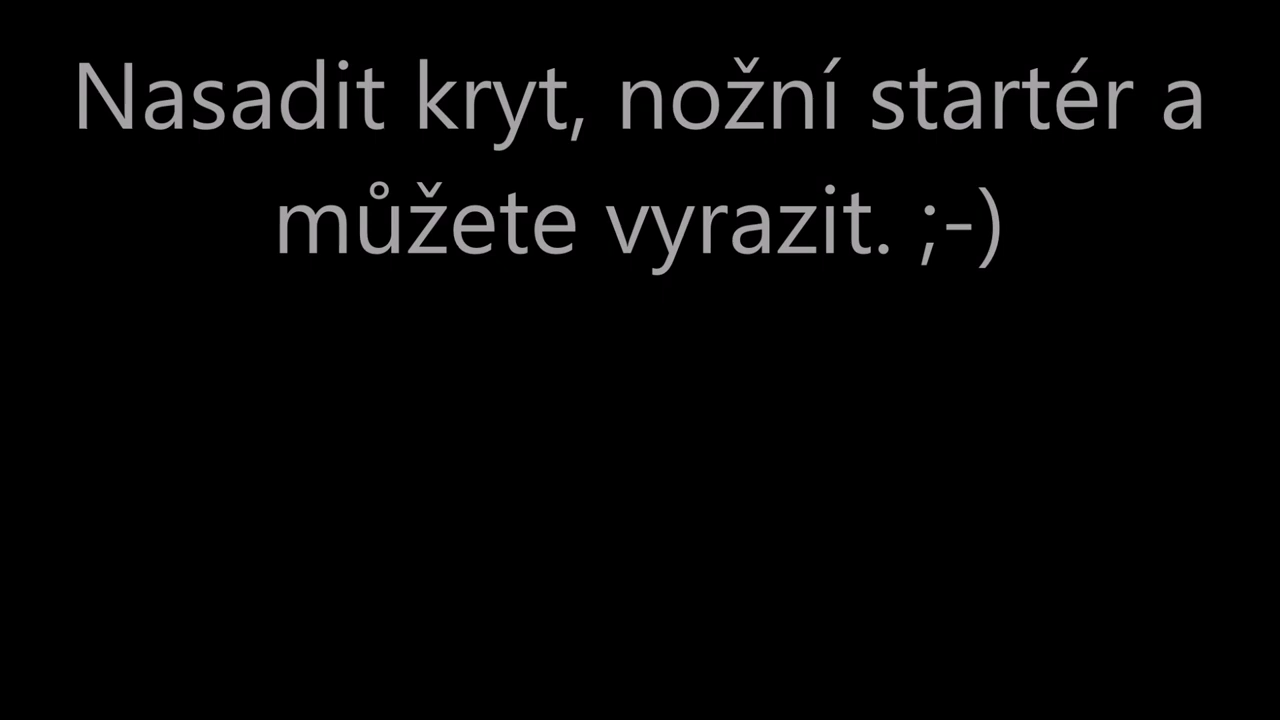 Nasadit kryt, nožní startér a
můžete vyrazit. ;-)